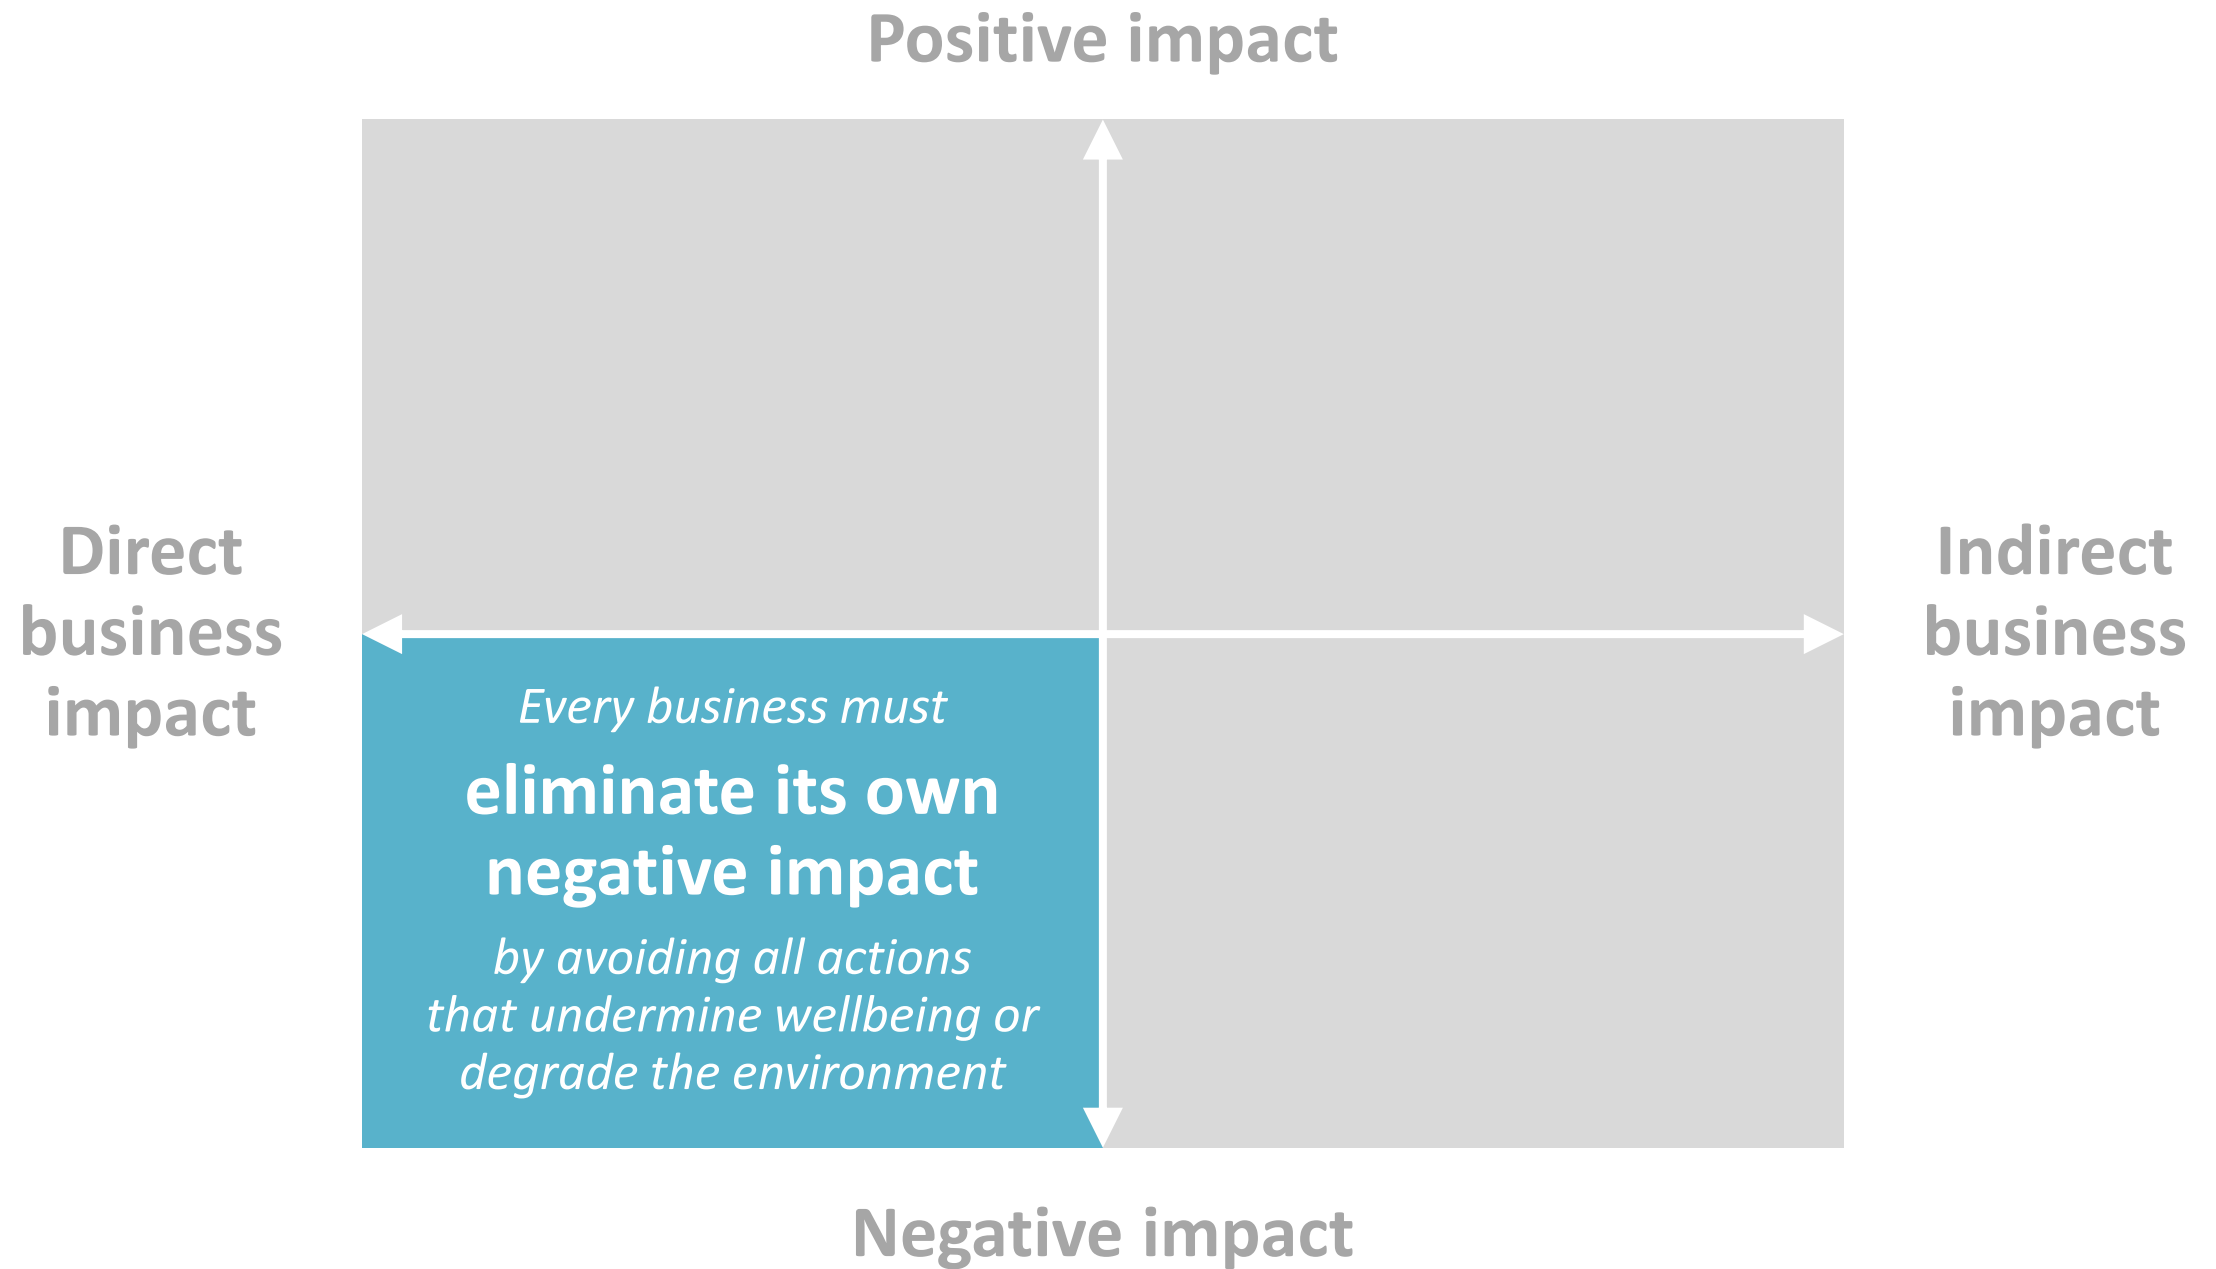 Positive impact
Direct
business
impact
Indirect
business
impact
Every business must
eliminate its own
negative impact
by avoiding all actions
that undermine wellbeing or
degrade the environment
Negative impact